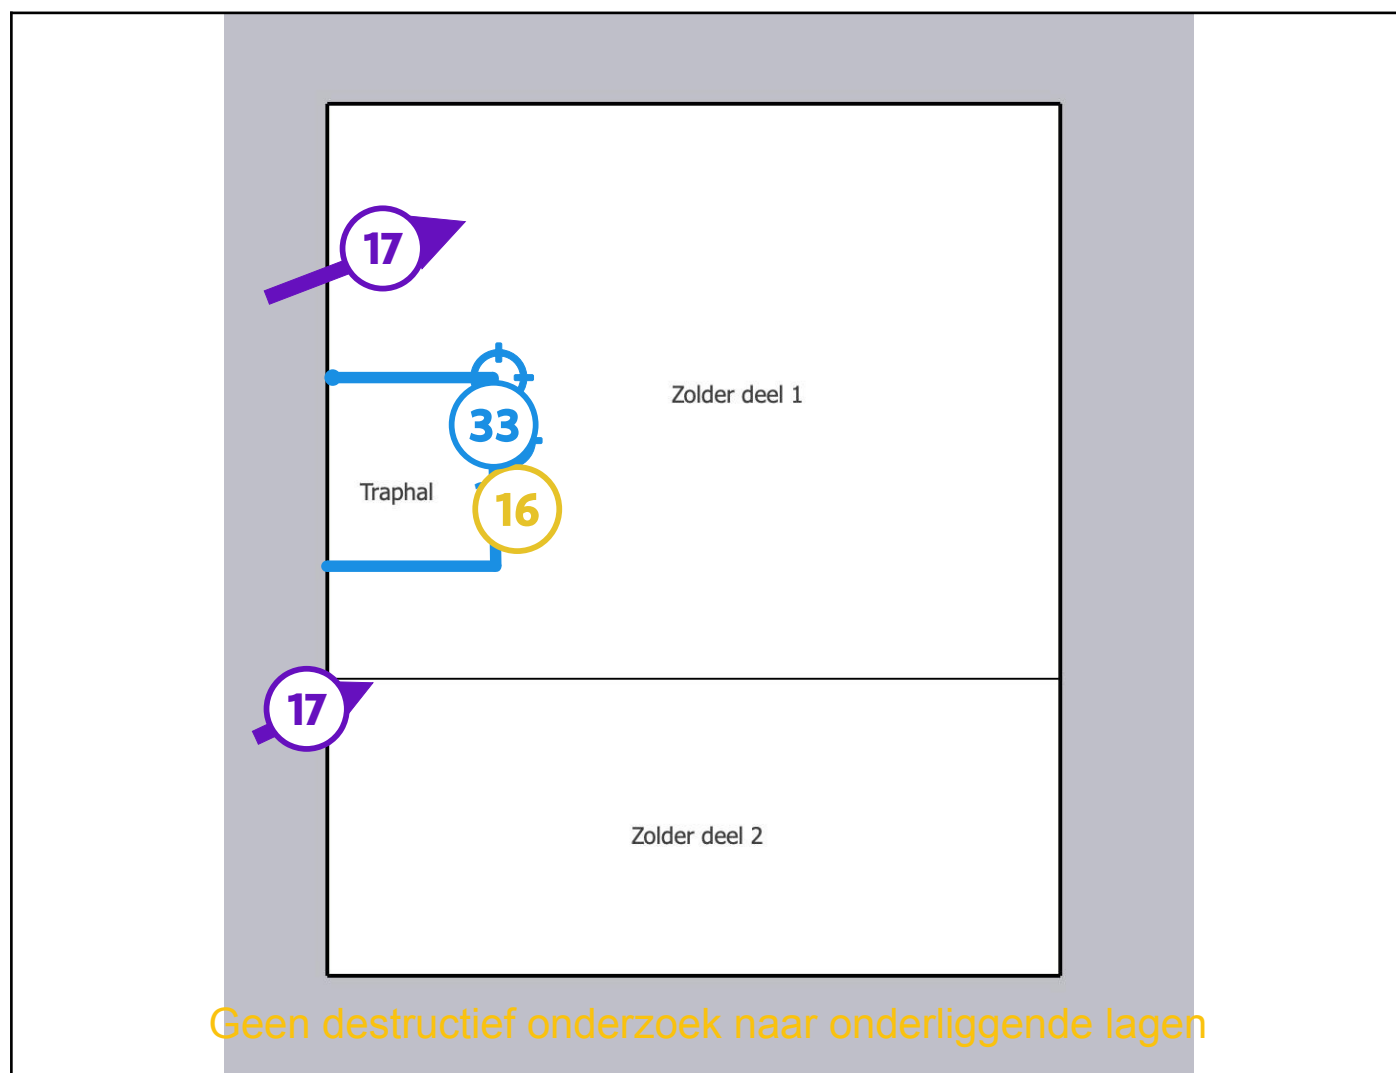 17
Zolder deel 1
33
Traphal
16
17
Zolder deel 2
Geen destructief onderzoek naar onderliggende lagen